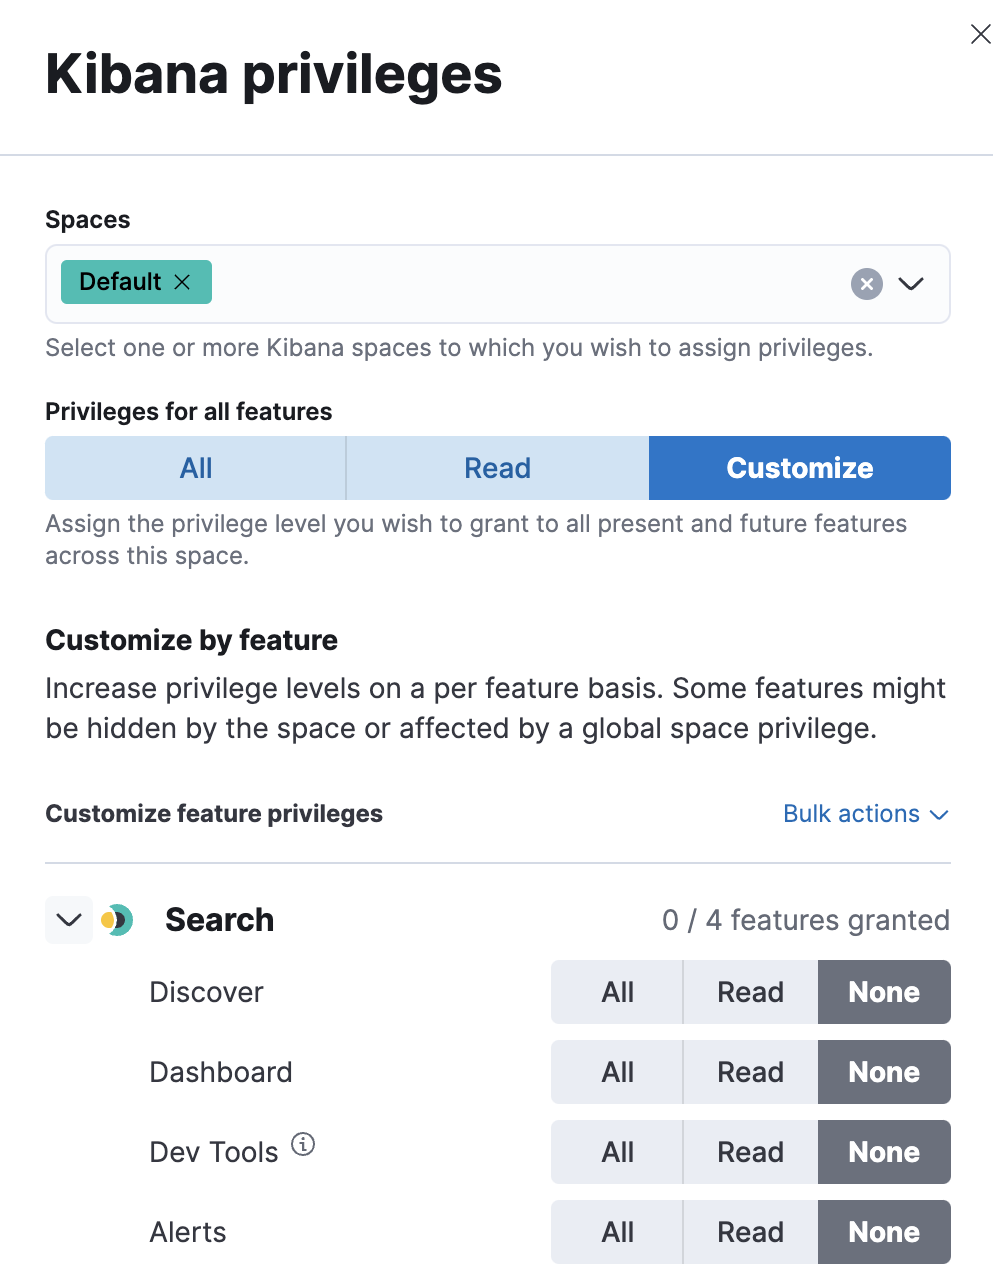 Kibana privileges
Spaces
Default
Select one or more Kibana spaces to which you wish to assign privileges.
Privileges for all features
All Read Customize
Assign the privilege level you wish to grant to all present and future features
across this space.
Customize by feature
Increase privilege levels on a per feature basis. Some features might
be hidden by the space or affected by a global space privilege.
Customize feature privileges Bulk actions
Search 0 / 4 features granted
Discover All Read None
Dashboard All Read None
Dev Tools All Read None
Alerts All Read None